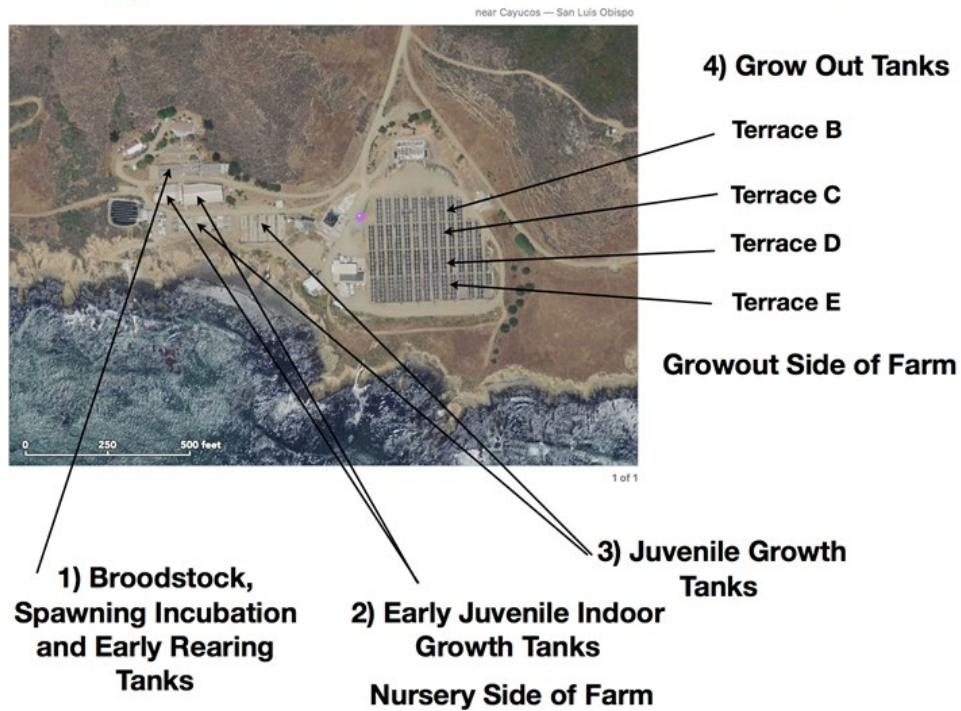 near Cayucos — San Luis Obispo
4) Grow Out Tanks
Terrace B
Terrace C
Terrace D
Terrace E
Growout Side of Farm
0 250 500 feet
1 of 1
1) Broodstock,
Spawning Incubation
and Early Rearing
Tanks
2) Early Juvenile Indoor
Growth Tanks
3) Juvenile Growth
Tanks
Nursery Side of Farm